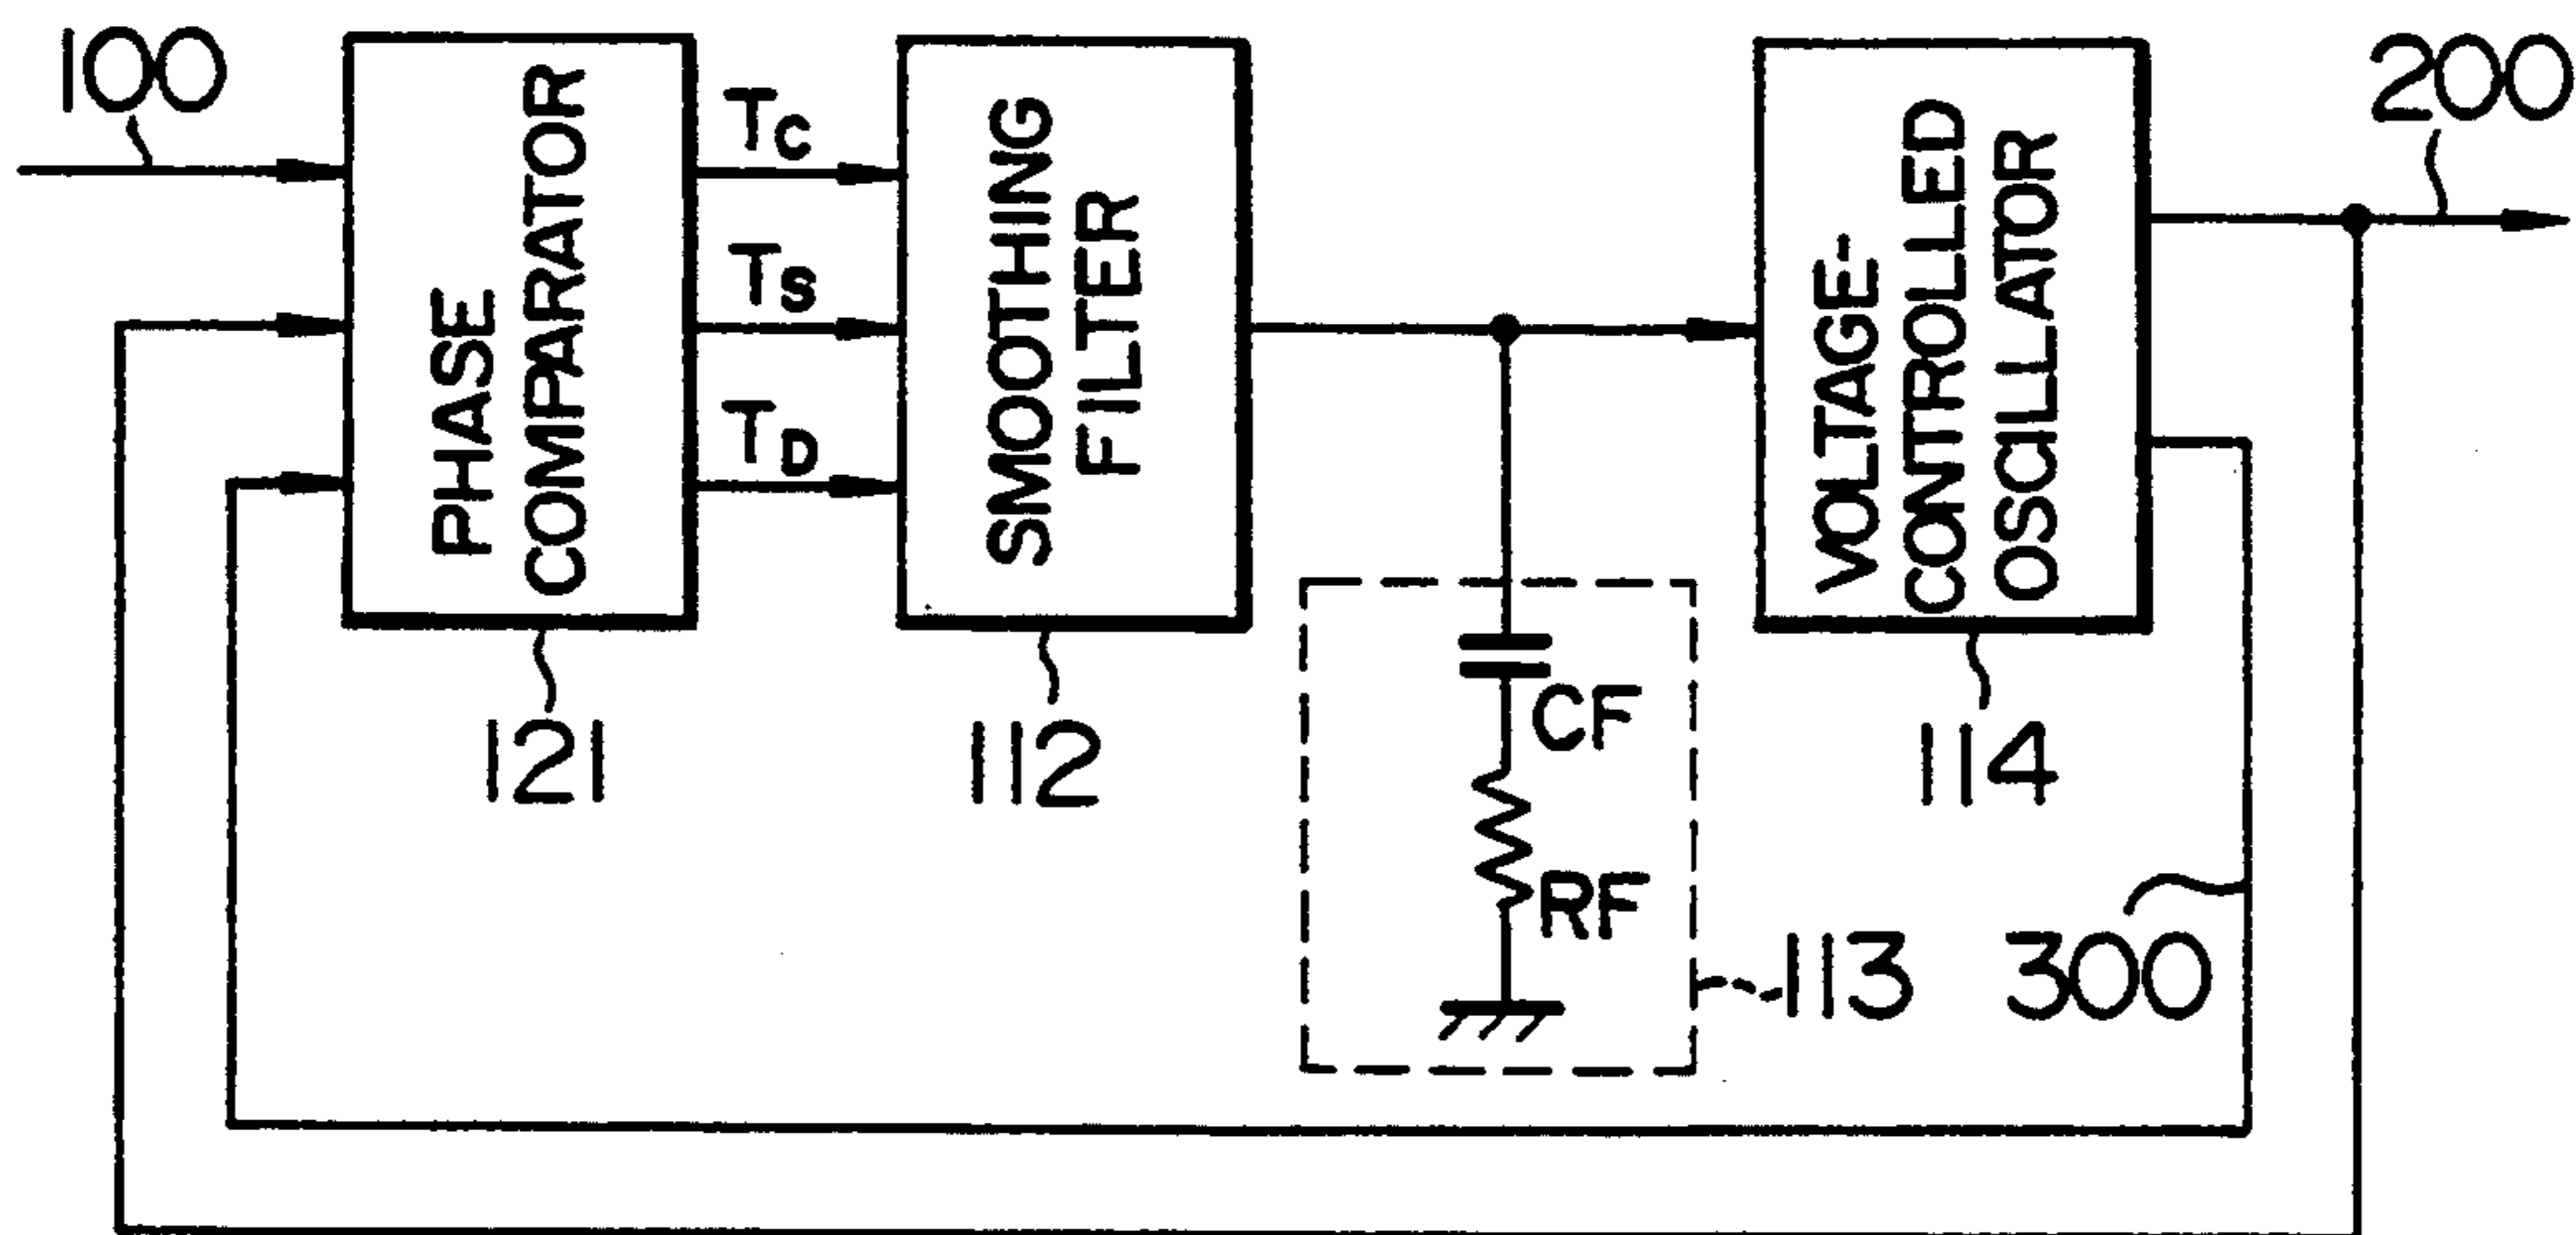 100
PHASE
COMPARATOR
121
TC
TS
TD
SMOOTHING
FILTER
112
CF
RF
113
VOLTAGE-
CONTROLLED
OSCILLATOR
114
200
300